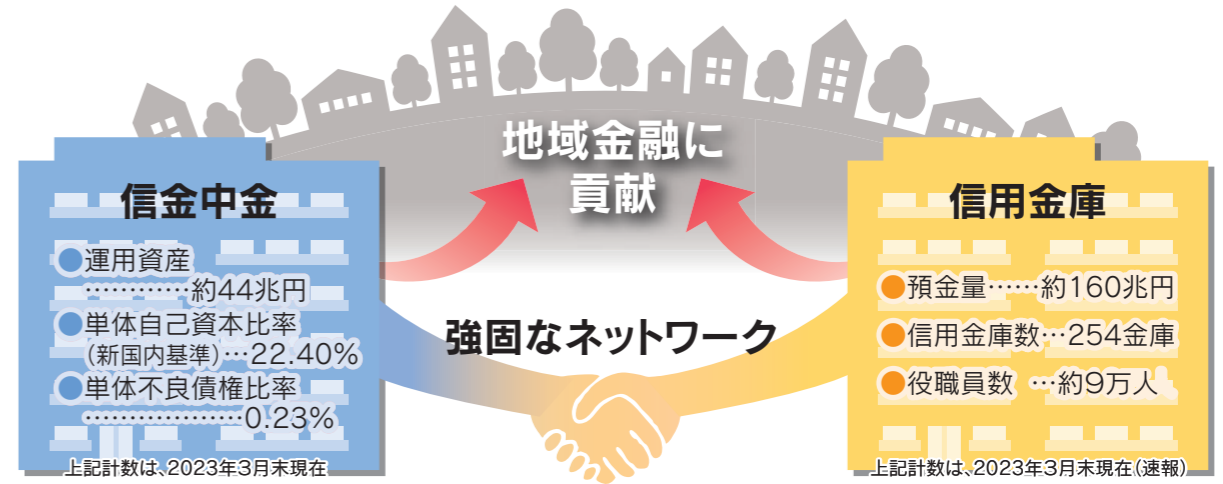 地域金融に
貢献
信金中金
●運用資産
…………約44兆円
●単体自己資本比率
（新国内基準）…22.40%
●単体不良債権比率
………………0.23%
上記計数は、2023年3月末現在
強固なネットワーク
信用金庫
●預金量……約160兆円
●信用金庫数…254金庫
●役職員数 …約9万人
上記計数は、2023年3月末現在（速報）